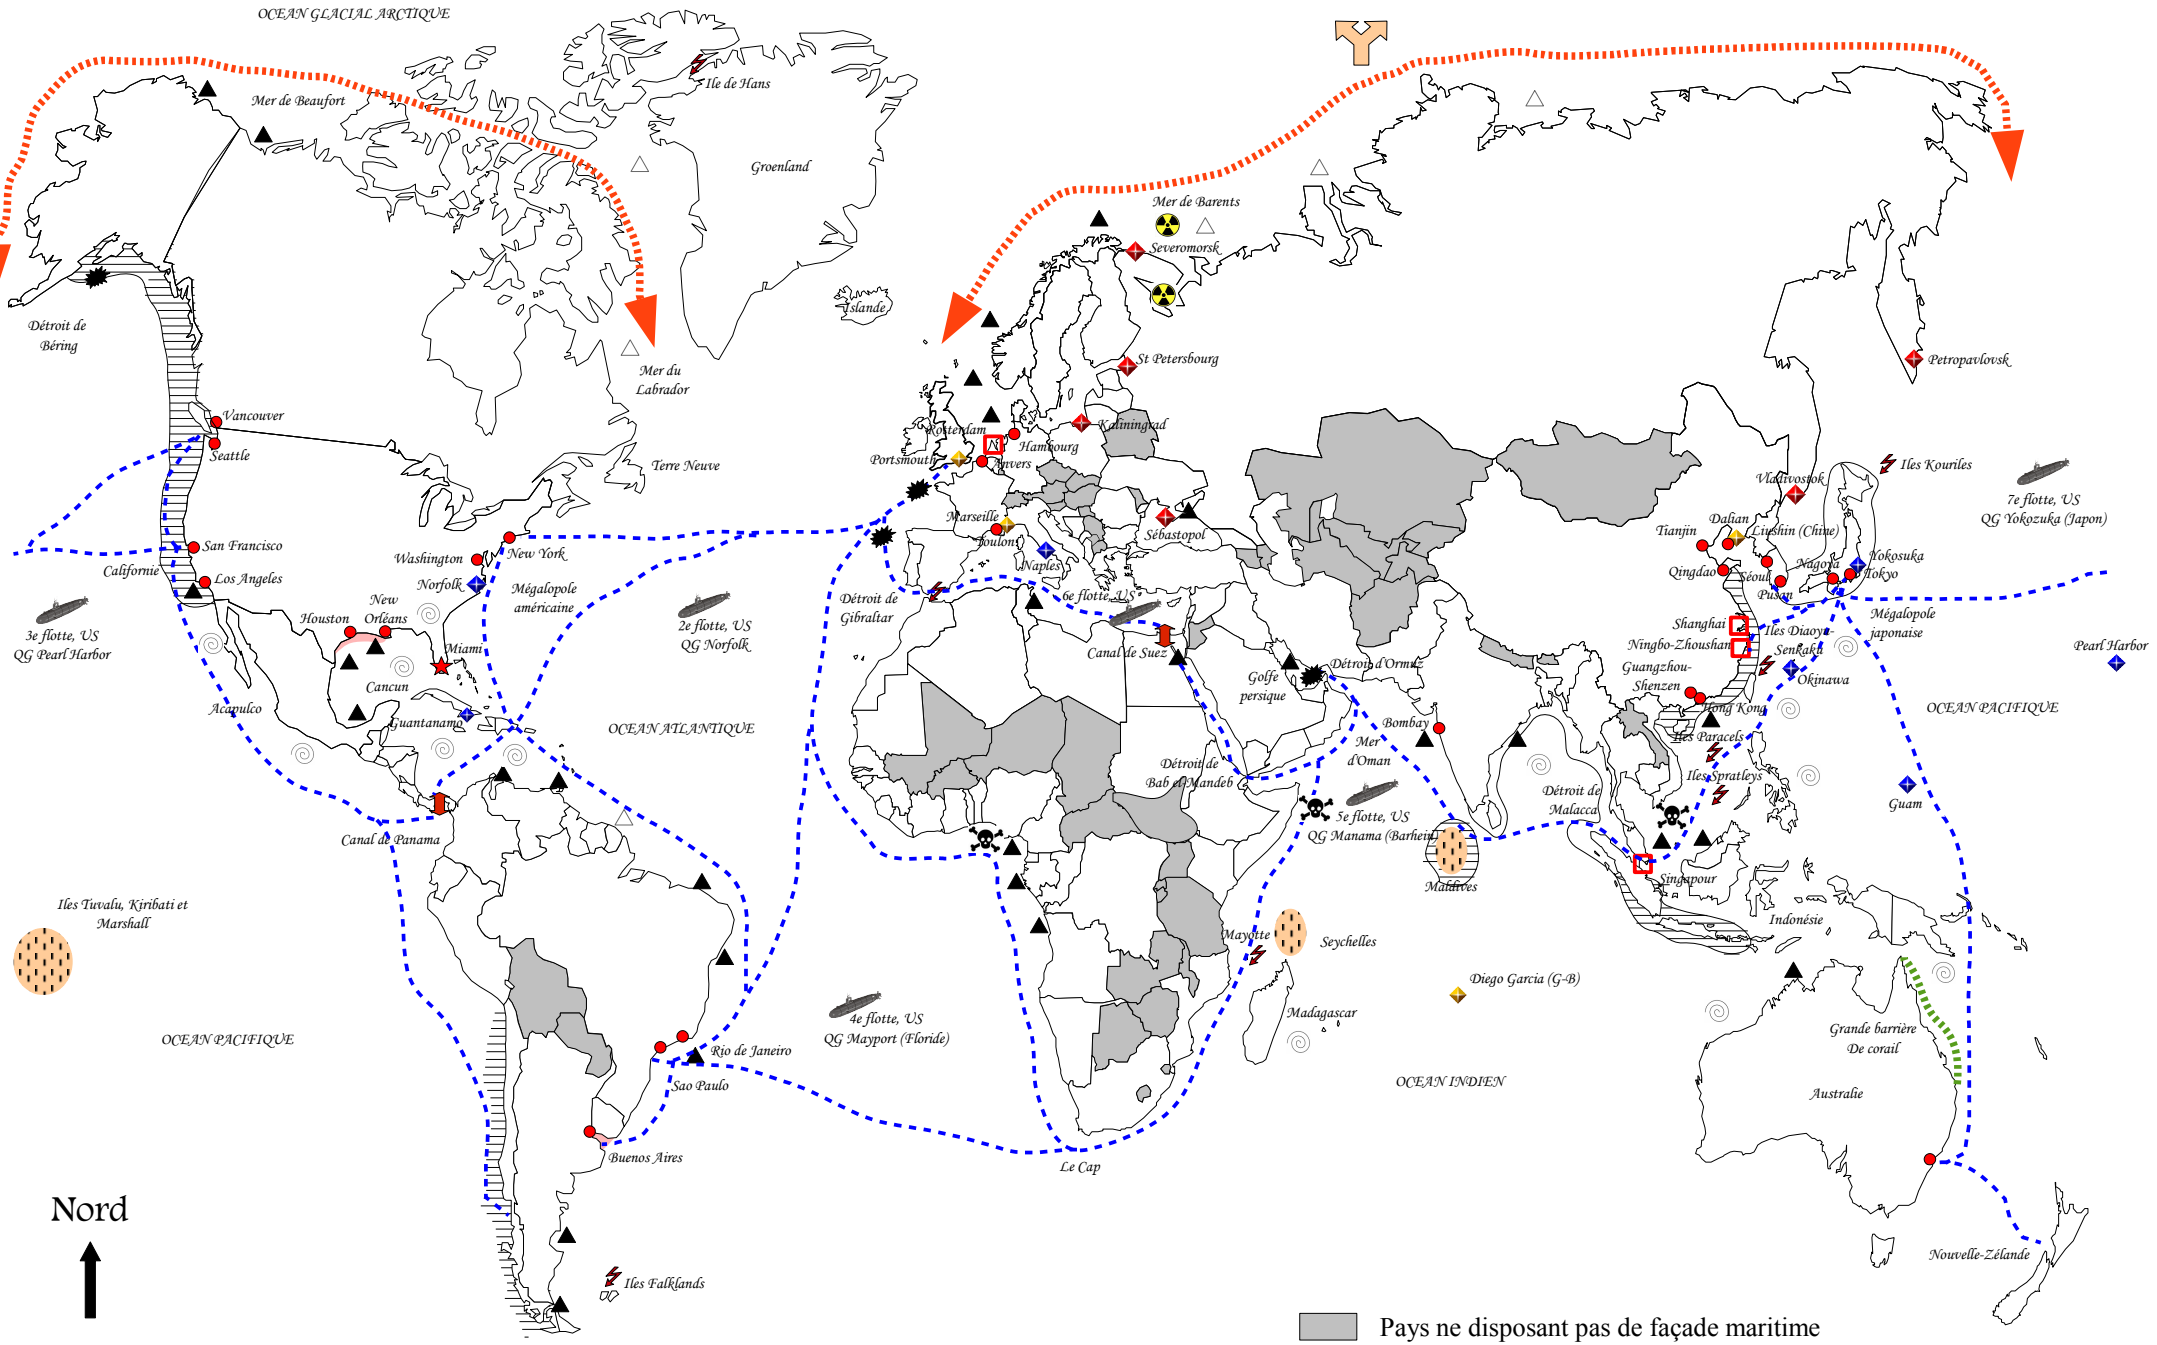 OCEAN GLACIAL ARCTIQUE
Mer de Beaufort
Ile de Hans
Groenland
Mer de Barents
Severomorsk
Islande
Détroit de
Béring
Mer du
Labrador
St Petersbourg
Petropavlovsk
Vancouver
Seattle
Terre Neuve
Rosterdam
Hambourg
Kaliningrad
Portsmouth
Anvers
Iles Kouriles
Vladivostok
7e flotte, US
QG Yokozuka (Japon)
Marseille
Toulon
Naples
Sébastopol
Tianjin
Dalian
Liushin (Chine)
Qingdao
Séoul
Nagoya
Yokosuka
Tokyo
Pusan
San Francisco
Californie
Los Angeles
Washington
New York
Norfolk
Mégalopole
américaine
3e flotte, US
QG Pearl Harbor
2e flotte, US
QG Norfolk
Détroit de
Gibraltar
6e flotte, US
Canal de Suez
Houston
New
Orléans
Miami
Cancun
Acapulco
Guantanamo
Golfe
persique
Détroit d'Ormuz
Shanghai
Ningbo-Zhoushan
Iles Diaoyu-
Senkaku
Mégalopole
japonaise
Pearl Harbor
Guangzhou-
Shenzen
Okinawa
Hong Kong
OCEAN ATLANTIQUE
OCEAN PACIFIQUE
Bombay
Mer
d'Oman
Iles Paracels
Détroit de
Bab el Mandeb
Iles Spratleys
Détroit de
Malacca
Guam
5e flotte, US
QG Manama (Barhein)
Canal de Panama
Maldives
Singapour
Iles Tuvalu, Kiribati et
Marshall
Indonésie
Mayotte
Seychelles
Diego Garcia (G-B)
Madagascar
4e flotte, US
QG Mayport (Floride)
OCEAN PACIFIQUE
Rio de Janeiro
Sao Paulo
OCEAN INDIEN
Grande barrière
De corail
Australie
Buenos Aires
Le Cap
Nord
Nouvelle-Zélande
Iles Falklands
Pays ne disposant pas de façade maritime